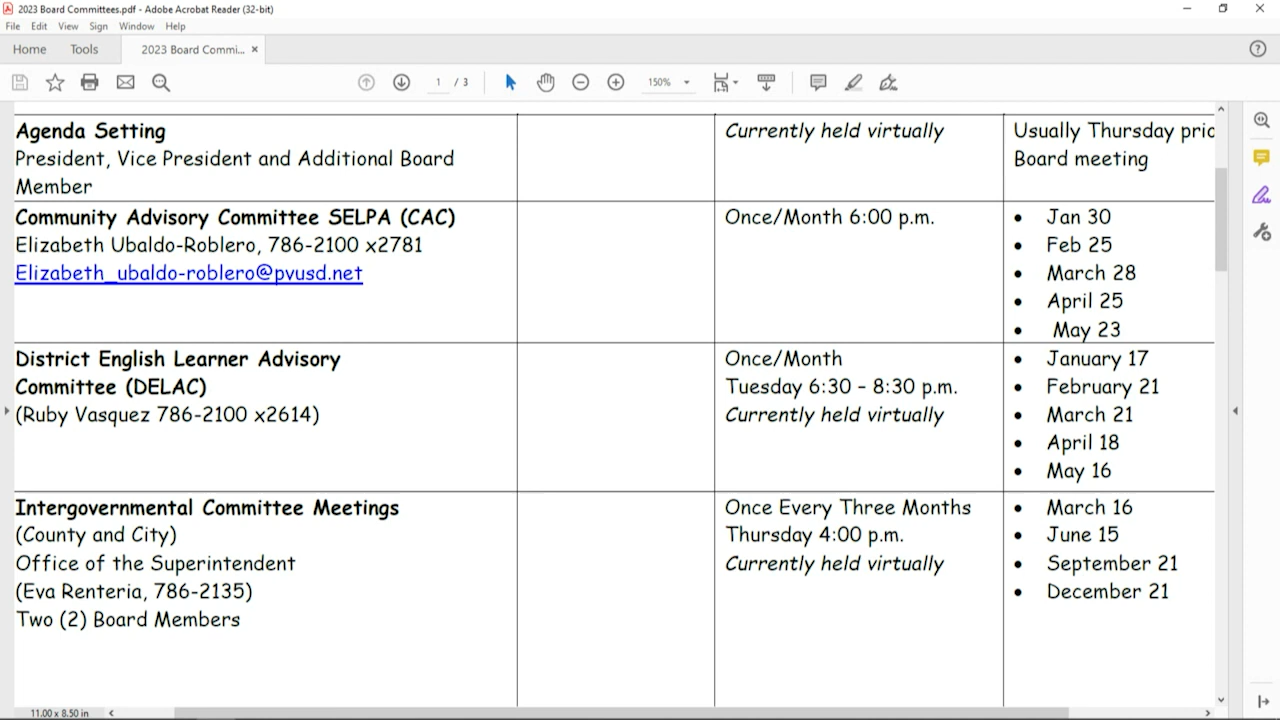 2023 Board Committees.pdf - Adobe Acrobat Reader (32-bit)
File Edit View Sign Window Help
Home Tools 2023 Board Commi... ×
1 / 3 150%
Agenda Setting
President, Vice President and Additional Board
Member
Currently held virtually
Usually Thursday prio
Board meeting
Community Advisory Committee SELPA (CAC)
Elizabeth Ubaldo-Roblero, 786-2100 x2781
Elizabeth_ubaldo-roblero@pvusd.net
Once/Month 6:00 p.m.
• Jan 30
• Feb 25
• March 28
• April 25
• May 23
District English Learner Advisory
Committee (DELAC)
(Ruby Vasquez 786-2100 x2614)
Once/Month
Tuesday 6:30 – 8:30 p.m.
Currently held virtually
• January 17
• February 21
• March 21
• April 18
• May 16
Intergovernmental Committee Meetings
(County and City)
Office of the Superintendent
(Eva Renteria, 786-2135)
Two (2) Board Members
Once Every Three Months
Thursday 4:00 p.m.
Currently held virtually
• March 16
• June 15
• September 21
• December 21
11.00 x 8.50 in